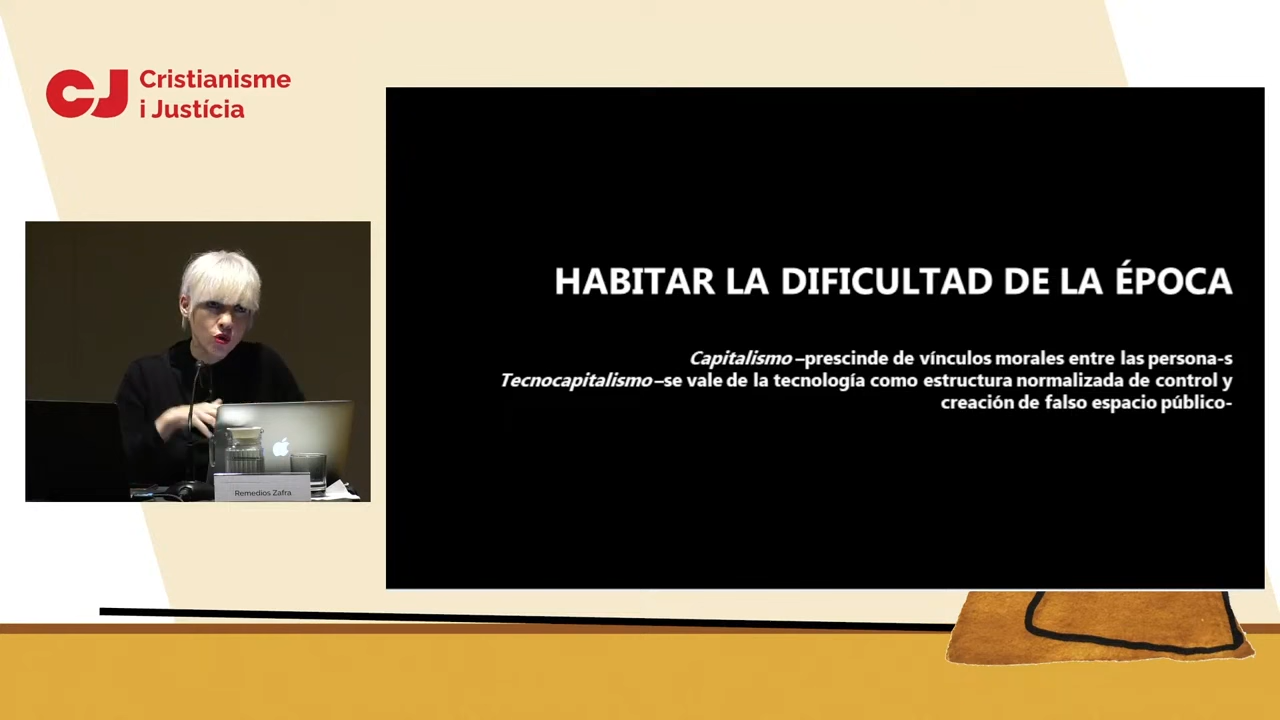 Cristianisme
i Justícia
HABITAR LA DIFICULTAD DE LA ÉPOCA
Capitalismo –prescinde de vínculos morales entre las persona-s
Tecnocapitalismo –se vale de la tecnología como estructura normalizada de control y
creación de falso espacio público-
Remedios Zafra